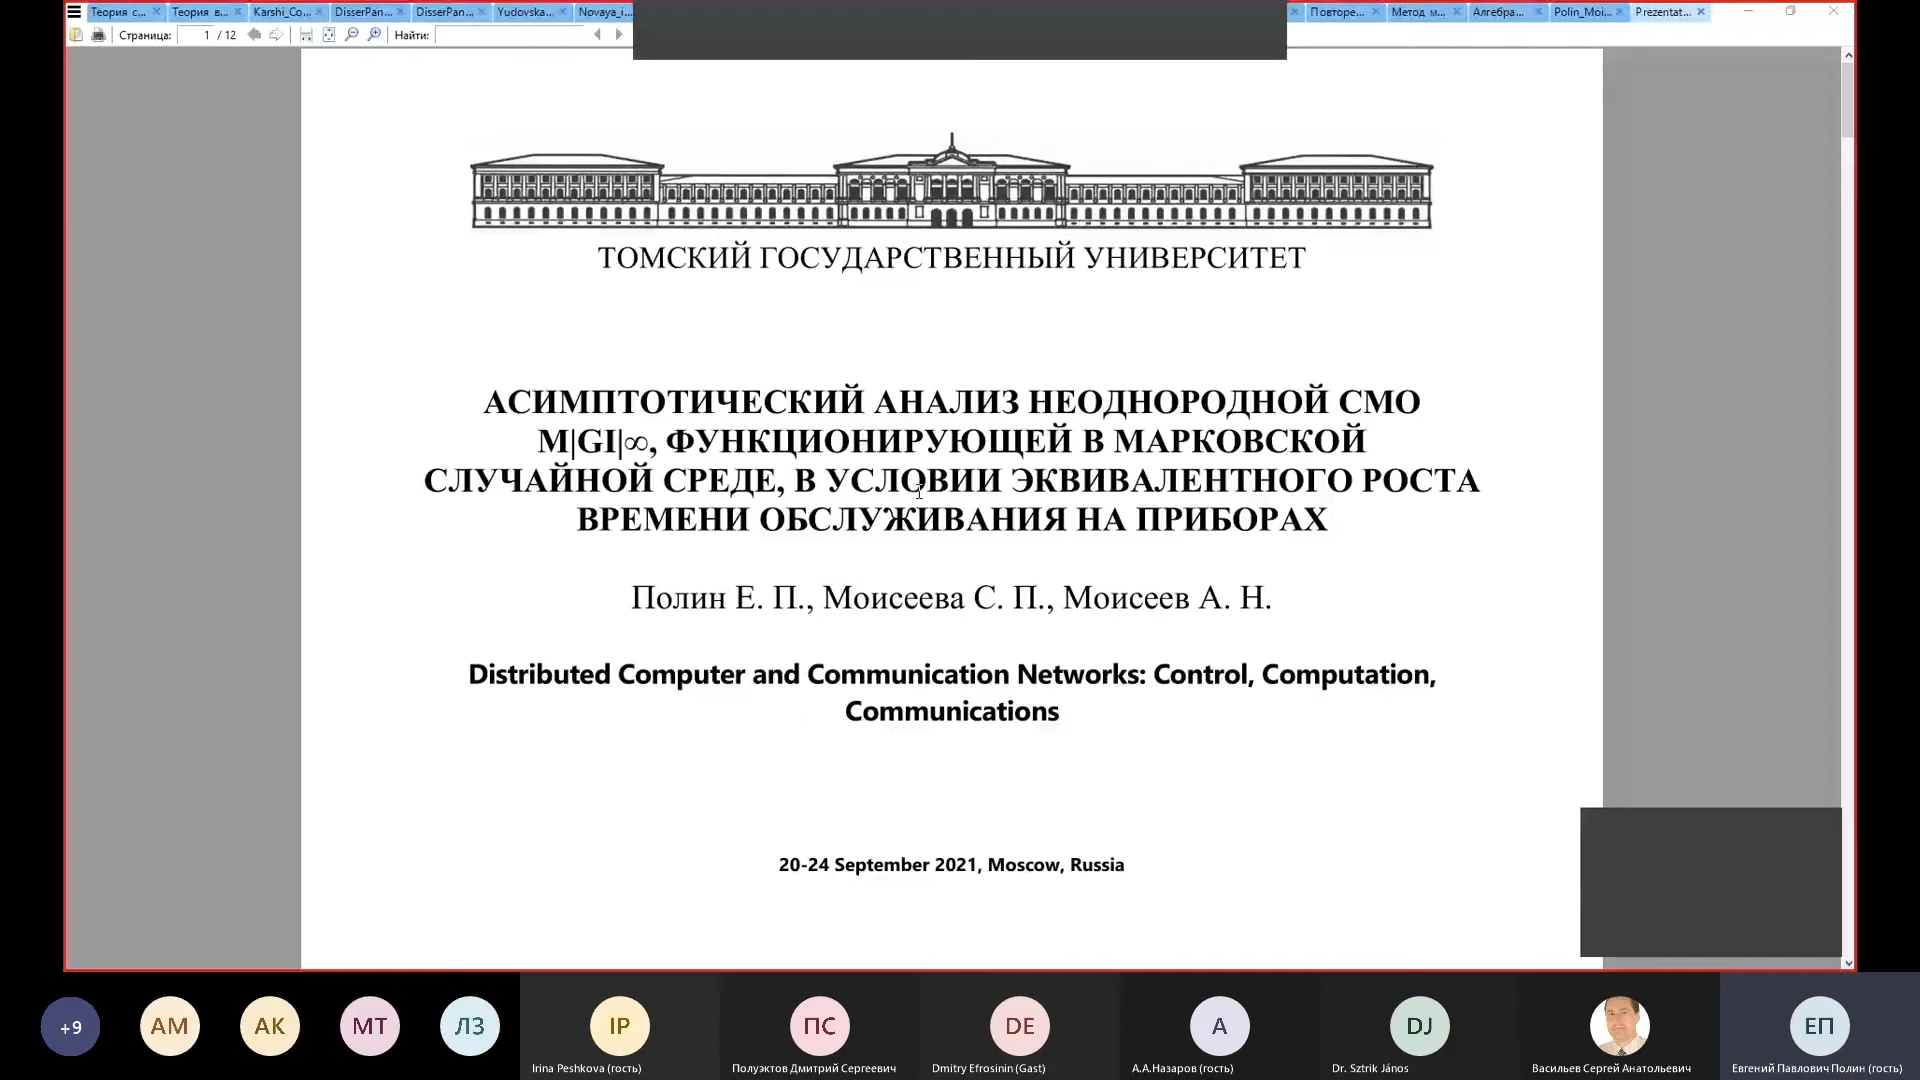 Теория с...
Теория в...
Karshi_Co...
DisserPan...
DisserPan...
Yudovska...
Novaya_i...
Повторе...
Метод м...
Алгебра...
Polin_Moi...
Prezentat...
Страница: 1 / 12 Найти:
ТОМСКИЙ ГОСУДАРСТВЕННЫЙ УНИВЕРСИТЕТ
АСИМПТОТИЧЕСКИЙ АНАЛИЗ НЕОДНОРОДНОЙ СМО
M|GI|∞, ФУНКЦИОНИРУЮЩЕЙ В МАРКОВСКОЙ
СЛУЧАЙНОЙ СРЕДЕ, В УСЛОВИИ ЭКВИВАЛЕНТНОГО РОСТА
ВРЕМЕНИ ОБСЛУЖИВАНИЯ НА ПРИБОРАХ
Полин Е. П., Моисеева С. П., Моисеев А. Н.
Distributed Computer and Communication Networks: Control, Computation,
Communications
20-24 September 2021, Moscow, Russia
+9
АМ
АК
МТ
ЛЗ
IP
ПС
DE
А
DJ
ЕП
Irina Peshkova (гость)
Полуэктов Дмитрий Сергеевич
Dmitry Efrosinin (Gast)
А.А.Назаров (гость)
Dr. Sztrik János
Васильев Сергей Анатольевич
Евгений Павлович Полин (гость)